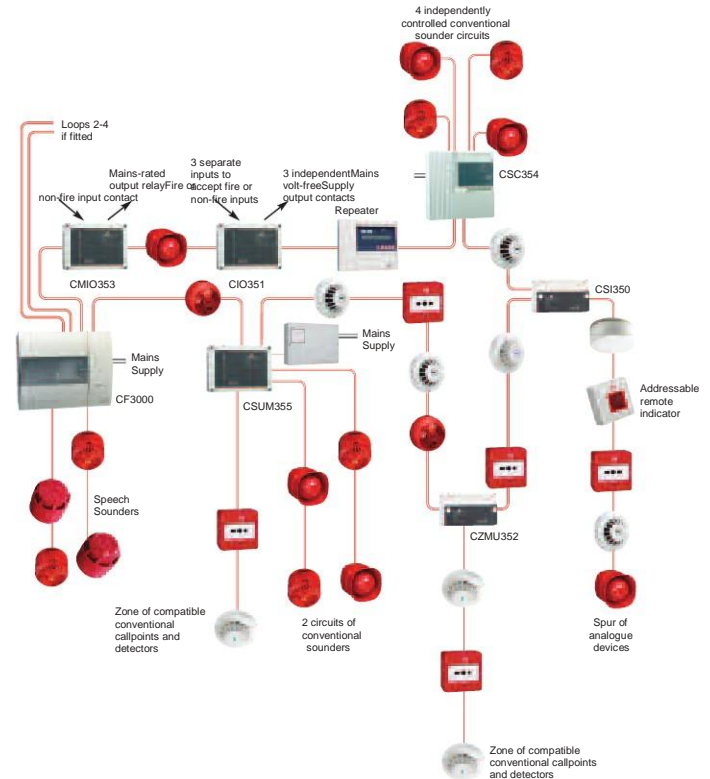 4 independently
controlled conventional
sounder circuits
Loops 2-4
if fitted
Mains-rated
output relayFire or
non-fire input contact
3 separate
inputs to
accept fire or
non-fire inputs
3 independentMains
volt-freeSupply
output contacts
Repeater
CSC354
CMIO353
CIO351
CSI350
Mains
Supply
CF3000
Mains
Supply
CSUM355
Addressable
remote
indicator
Speech
Sounders
CZMU352
Zone of compatible
conventional
callpoints and
detectors
2 circuits of
conventional
sounders
Spur of
analogue
devices
Zone of compatible
conventional callpoints
and detectors